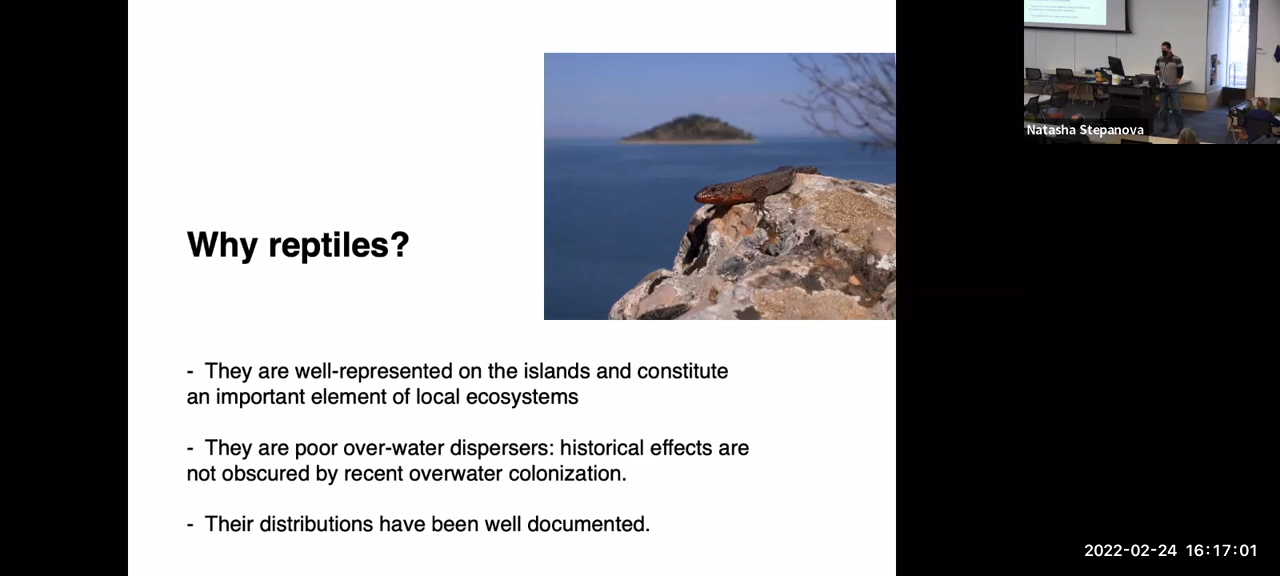 Why reptiles?
- They are well-represented on the islands and constitute
an important element of local ecosystems
- They are poor over-water dispersers: historical effects are
not obscured by recent overwater colonization.
- Their distributions have been well documented.
Natasha Stepanova
2022-02-24 16:17:01